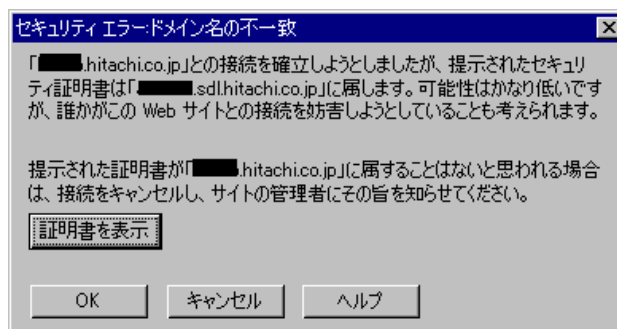 セキュリティ エラー:ドメイン名の不一致
「.hitachi.co.jp」との接続を確立しようとしましたが、提示されたセキュリ
ティ証明書は「.sdl.hitachi.co.jp」に属します。可能性はかなり低いです
が、誰かがこの Web サイトとの接続を妨害しようとしていることも考えられます。
提示された証明書が「.hitachi.co.jp」に属することはないと思われる場合
は、接続をキャンセルし、サイトの管理者にその旨を知らせてください。
証明書を表示
OK キャンセル ヘルプ